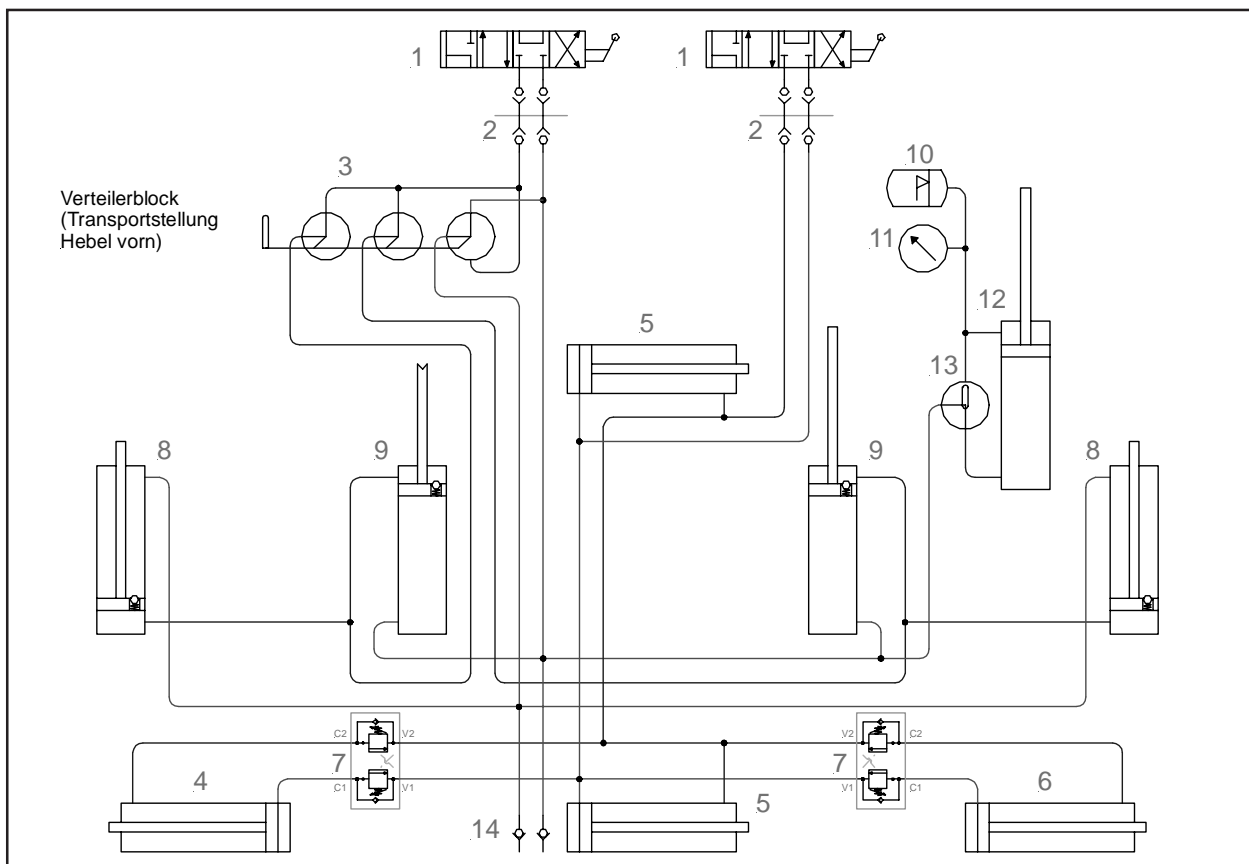 1
1
2
2
3
10
Verteilerblock
(Transportstellung
Hebel vorn)
11
12
5
13
8
9
9
8
C2
V2
V2
C2
7
7
C1
V1
V1
C1
4
5
6
14